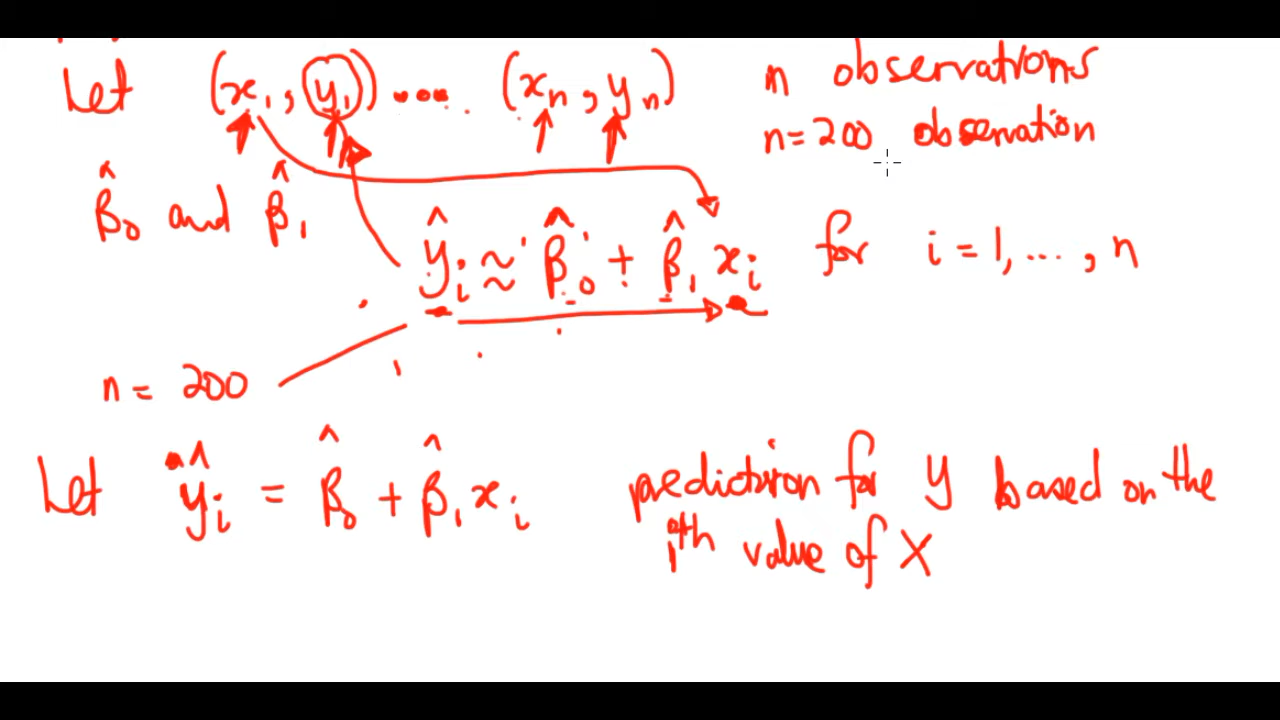 Let (x₁, y₁) .... (xₙ, yₙ) n observations
n = 200 observation
β̂₀ and β̂₁
ŷᵢ ≈ β̂₀ + β̂₁ xᵢ for i = 1, ..., n
n = 200
Let ŷᵢ = β̂₀ + β̂₁ xᵢ prediction for Y based on the
iᵗʰ value of X